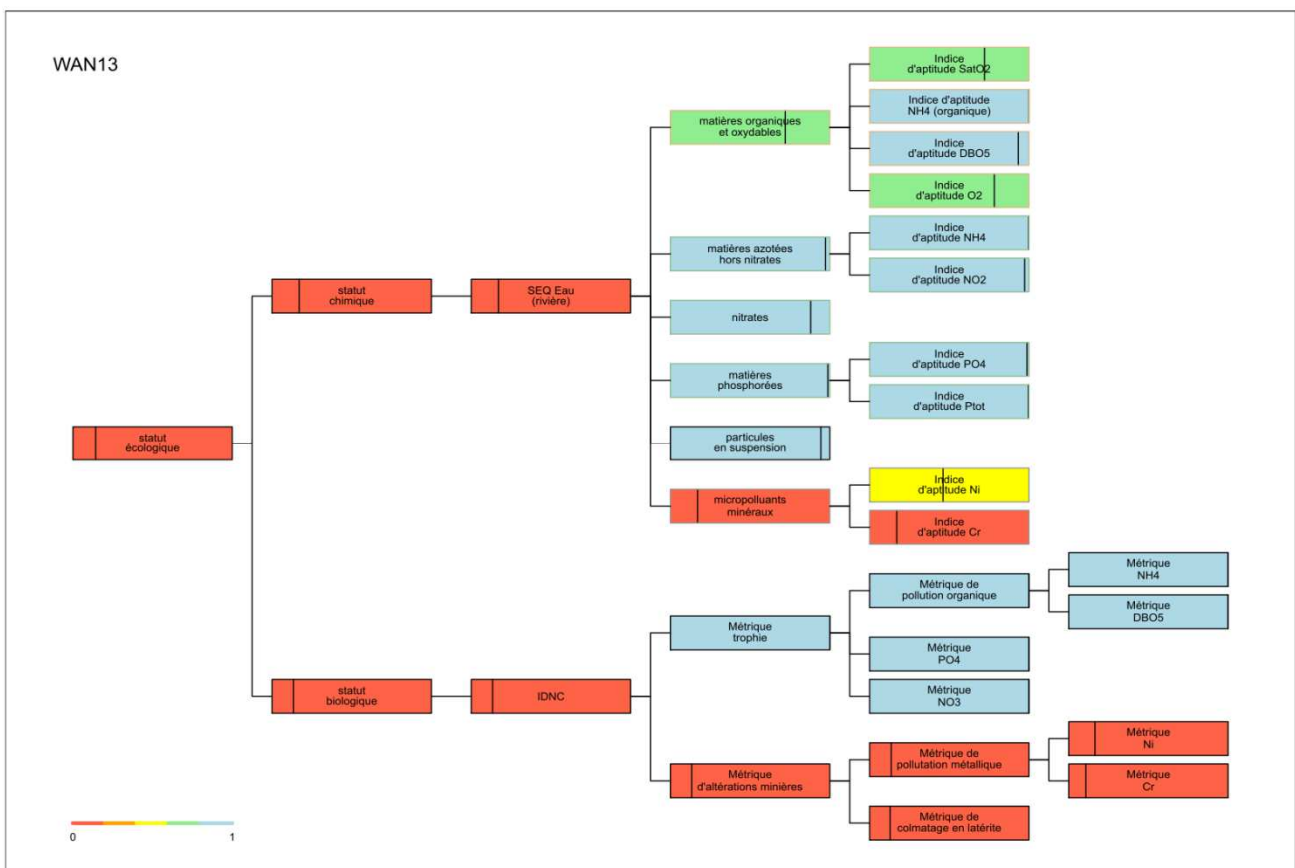 WAN13
Indice
d'aptitude SatO2
Indice d'aptitude
NH4 (organique)
matières organiques
et oxydables
Indice
d'aptitude DBO5
Indice
d'aptitude O2
Indice
d'aptitude NH4
matières azotées
hors nitrates
Indice
d'aptitude NO2
statut
chimique
SEQ Eau
(rivière)
nitrates
Indice
d'aptitude PO4
matières
phosphorées
Indice
d'aptitude Ptot
statut
écologique
particules
en suspension
Indice
d'aptitude Ni
micropolluants
minéraux
Indice
d'aptitude Cr
Métrique
NH4
Métrique de
pollution organique
Métrique
DBO5
Métrique
trophie
Métrique
PO4
statut
biologique
IDNC
Métrique
NO3
Métrique
Ni
Métrique de
pollutation métallique
Métrique
d'altérations minières
Métrique
Cr
Métrique de
colmatage en latérite
0
1